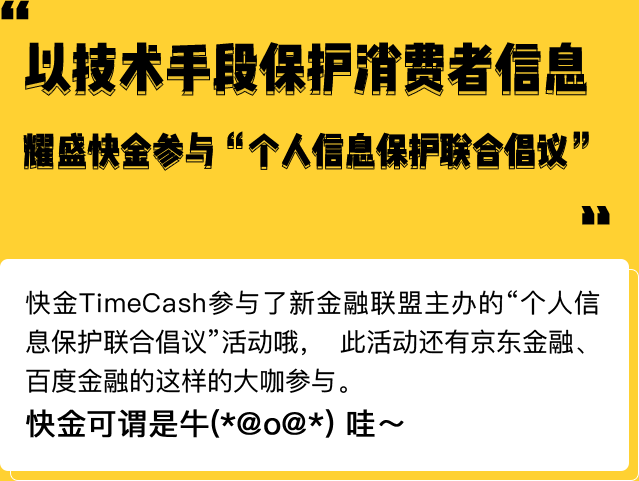 “
以技术手段保护消费者信息
耀盛快金参与“个人信息保护联合倡议”
”
快金TimeCash参与了新金融联盟主办的“个人信
息保护联合倡议”活动哦， 此活动还有京东金融、
百度金融的这样的大咖参与。
快金可谓是牛(*@o@*) 哇～